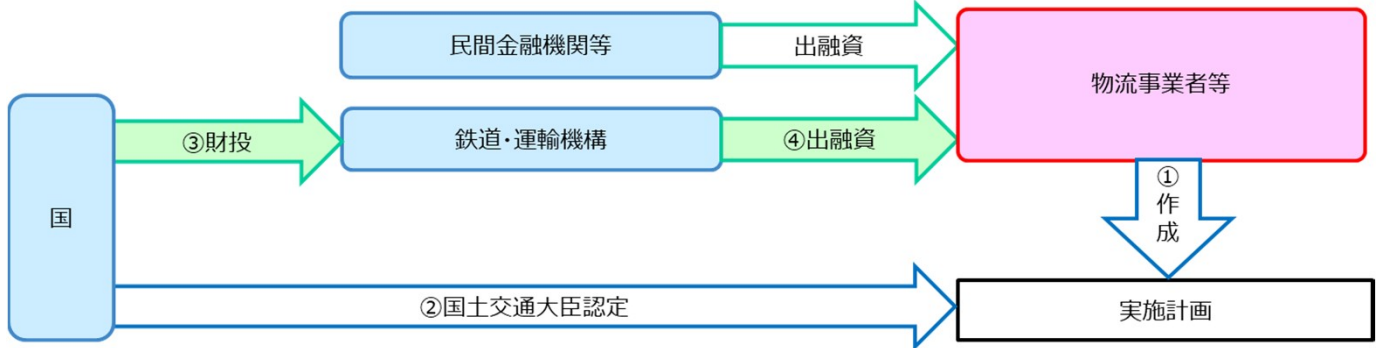 民間金融機関等
出融資
物流事業者等
③財投
鉄道・運輸機構
④出融資
①作成
国
②国土交通大臣認定
実施計画